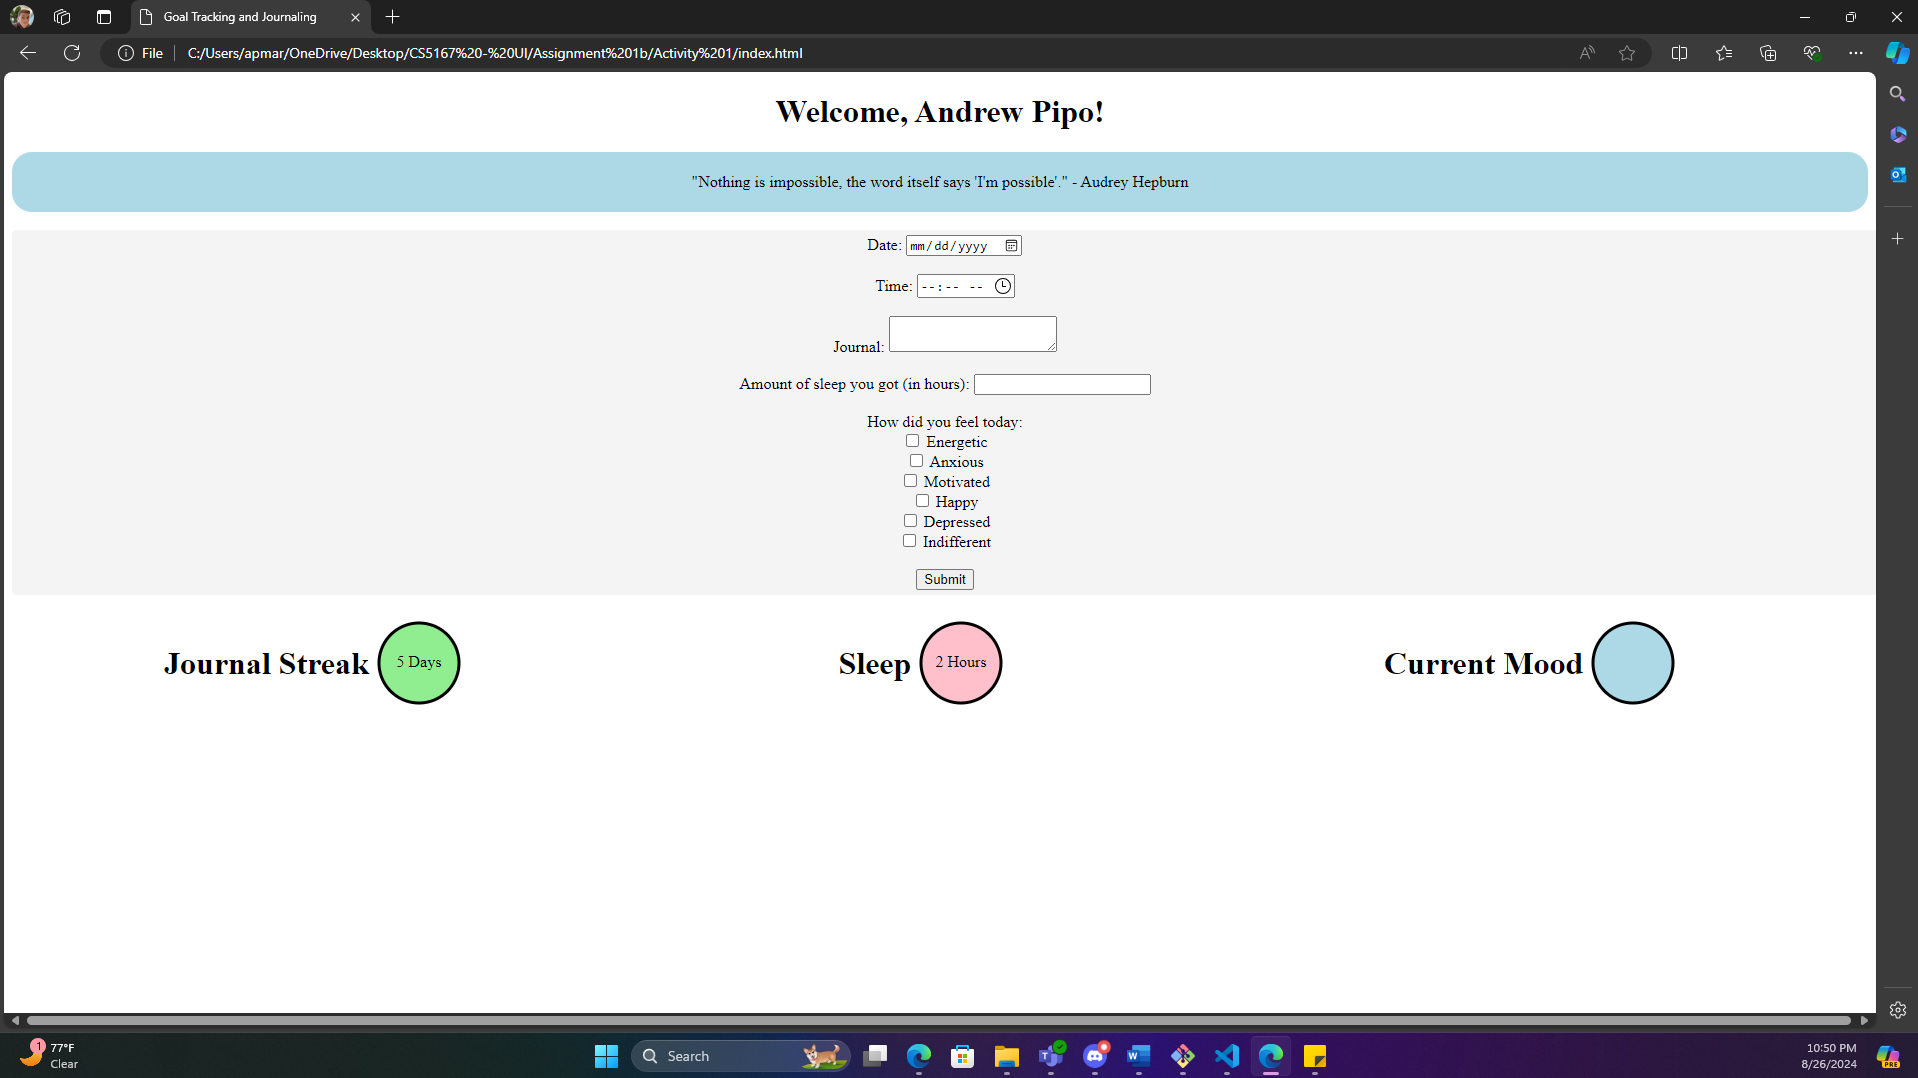 Goal Tracking and Journaling
File C:/Users/apmar/OneDrive/Desktop/CS5167%20-%20UI/Assignment%201b/Activity%201/index.html
Welcome, Andrew Pipo!
"Nothing is impossible, the word itself says 'I'm possible'." - Audrey Hepburn
Date: mm/dd/yyyy
Time: --:-- --
Journal:
Amount of sleep you got (in hours):
How did you feel today:
Energetic
Anxious
Motivated
Happy
Depressed
Indifferent
Submit
Journal Streak 5 Days Sleep 2 Hours Current Mood
1 77°F
Clear
Search
10:50 PM
8/26/2024
PRE